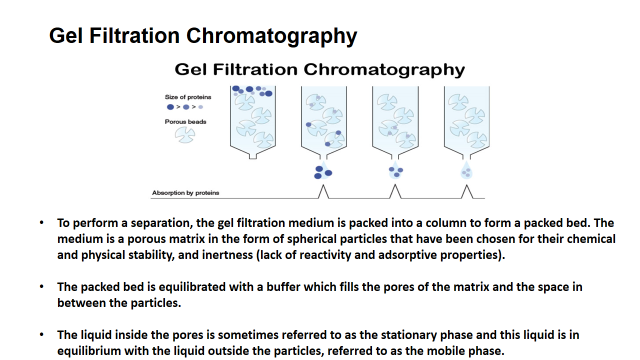 Gel Filtration Chromatography
Gel Filtration Chromatography
Size of proteins
> > >
Porous beads
Absorption by proteins
• To perform a separation, the gel filtration medium is packed into a column to form a packed bed. The
medium is a porous matrix in the form of spherical particles that have been chosen for their chemical
and physical stability, and inertness (lack of reactivity and adsorptive properties).
• The packed bed is equilibrated with a buffer which fills the pores of the matrix and the space in
between the particles.
• The liquid inside the pores is sometimes referred to as the stationary phase and this liquid is in
equilibrium with the liquid outside the particles, referred to as the mobile phase.